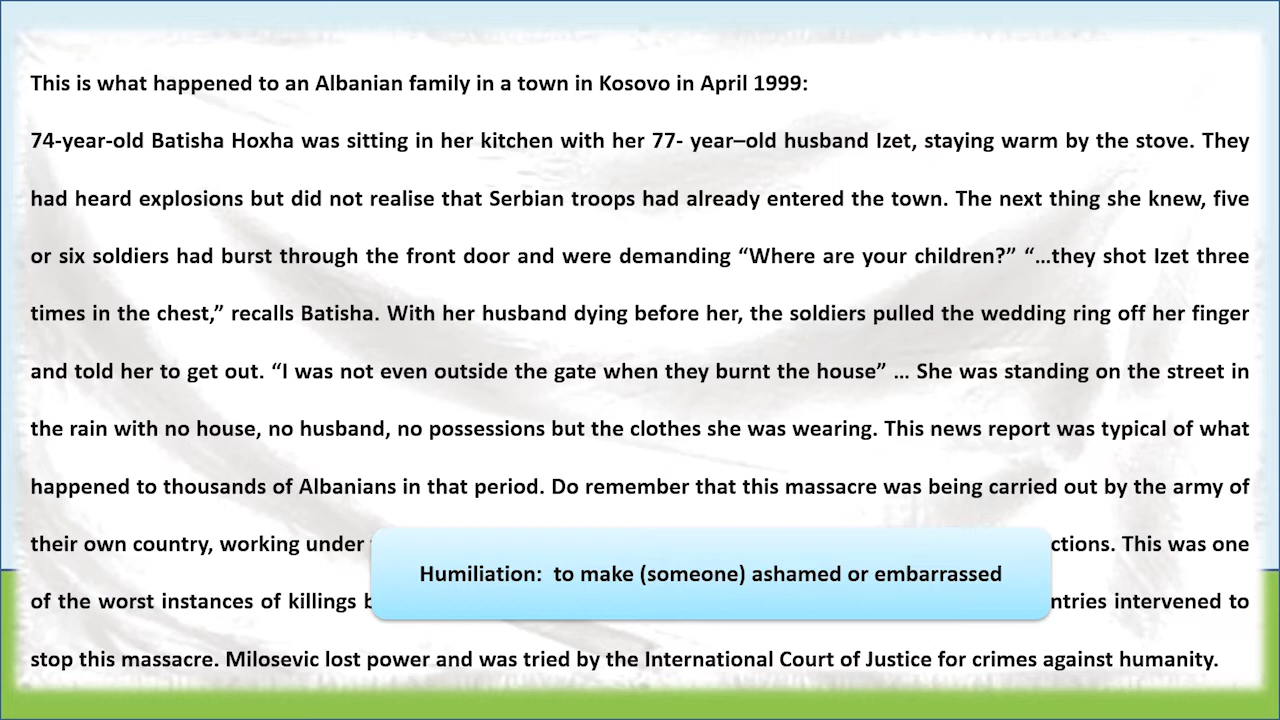 This is what happened to an Albanian family in a town in Kosovo in April 1999:
74-year-old Batisha Hoxha was sitting in her kitchen with her 77- year–old husband Izet, staying warm by the stove. They
had heard explosions but did not realise that Serbian troops had already entered the town. The next thing she knew, five
or six soldiers had burst through the front door and were demanding “Where are your children?” “…they shot Izet three
times in the chest,” recalls Batisha. With her husband dying before her, the soldiers pulled the wedding ring off her finger
and told her to get out. “I was not even outside the gate when they burnt the house” … She was standing on the street in
the rain with no house, no husband, no possessions but the clothes she was wearing. This news report was typical of what
happened to thousands of Albanians in that period. Do remember that this massacre was being carried out by the army of
their own country, working under ctions. This was one
Humiliation: to make (someone) ashamed or embarrassed
of the worst instances of killings ntries intervened to
stop this massacre. Milosevic lost power and was tried by the International Court of Justice for crimes against humanity.